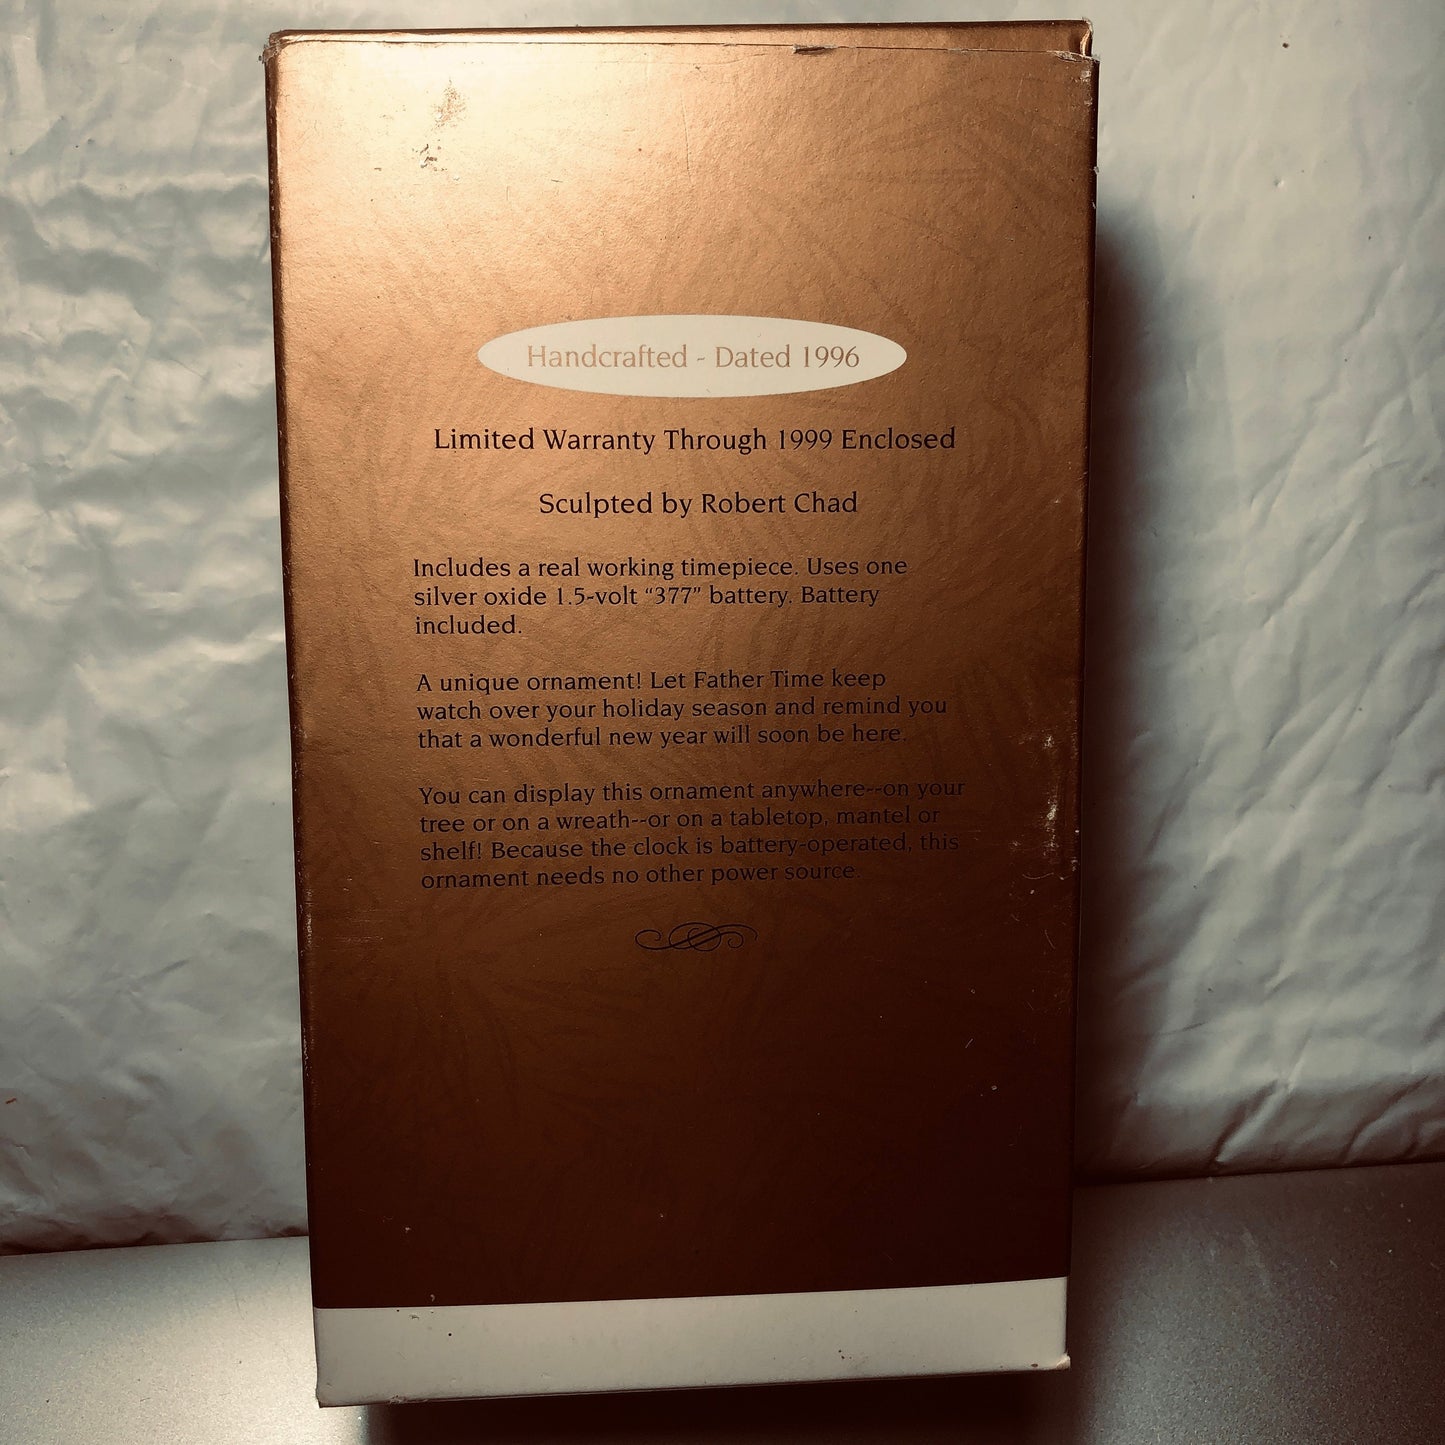 Handcrafted - Dated 1996
Limited Warranty Through 1999 Enclosed
Sculpted by Robert Chad
Includes a real working timepiece. Uses one
silver oxide 1.5-volt “377” battery. Battery
included.
A unique ornament! Let Father Time keep
watch over your holiday season and remind you
that a wonderful new year will soon be here.
You can display this ornament anywhere--on your
tree or on a wreath--or on a tabletop, mantel or
shelf! Because the clock is battery-operated, this
ornament needs no other power source.